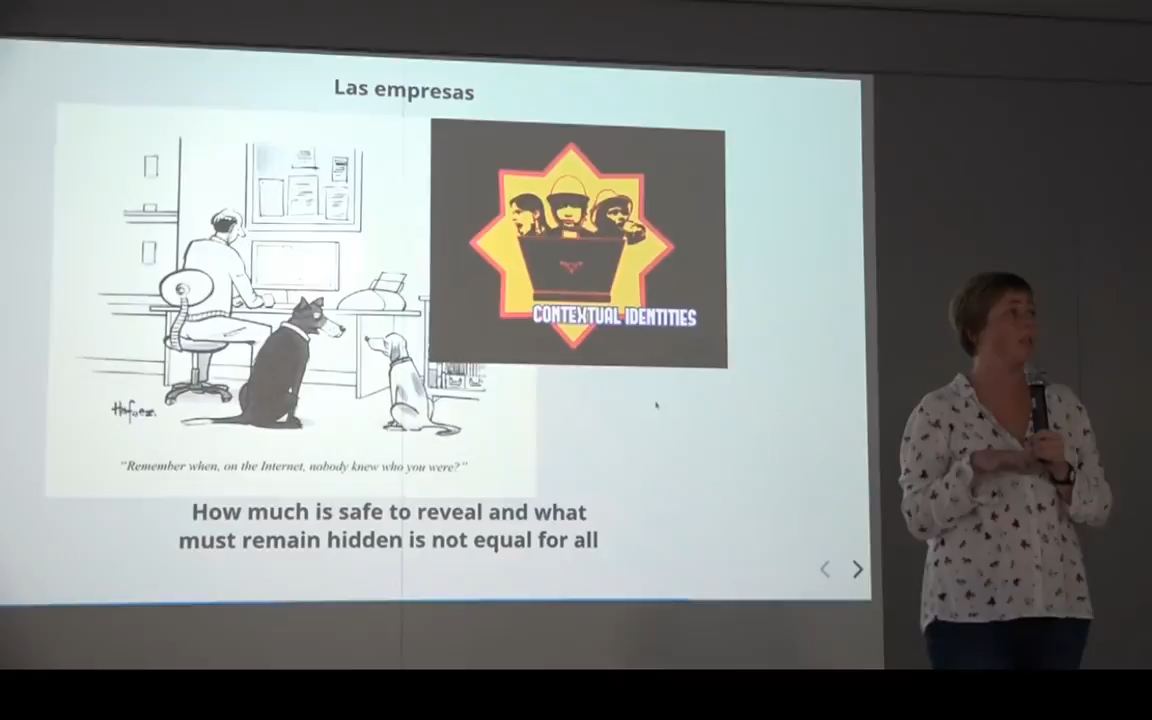 Las empresas
CONTEXTUAL IDENTITIES
"Remember when, on the Internet, nobody knew who you were?"
How much is safe to reveal and what
must remain hidden is not equal for all